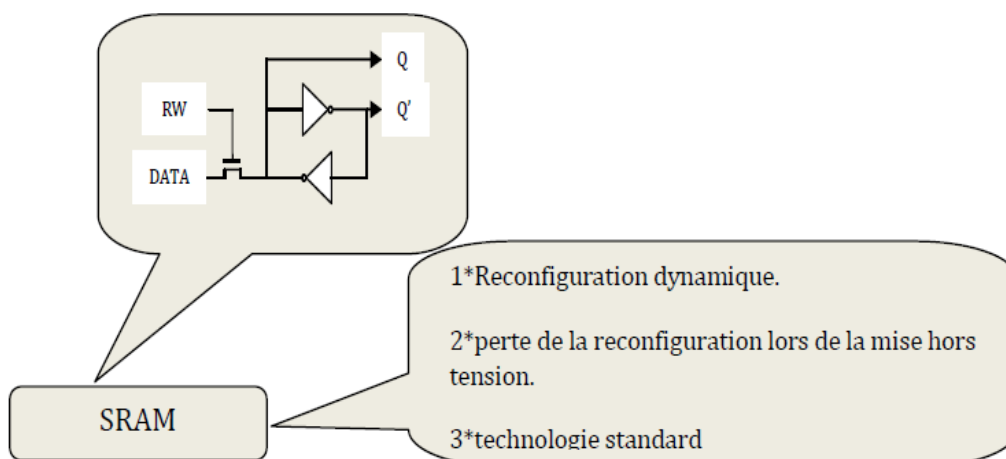 Q
RW
Q'
DATA
1*Reconfiguration dynamique.
2*perte de la reconfiguration lors de la mise hors
tension.
SRAM
3*technologie standard